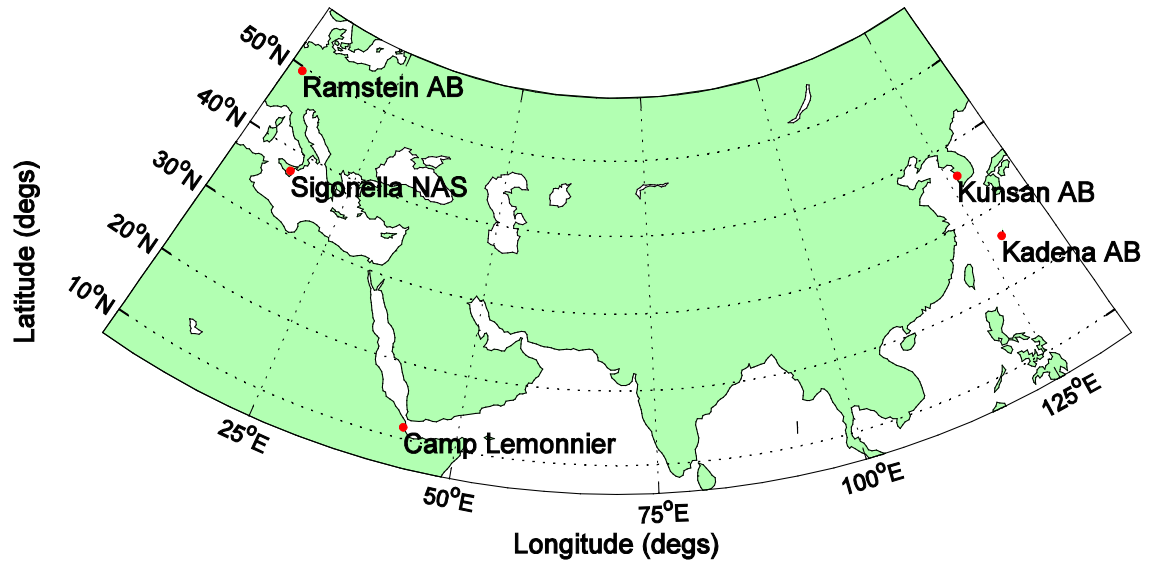 50°N
Ramstein AB
40°N
30°N
Sigonella NAS
Kunsan AB
20°N
Kadena AB
10°N
Latitude (degs)
125°E
25°E
Camp Lemonnier
50°E
75°E
100°E
Longitude (degs)